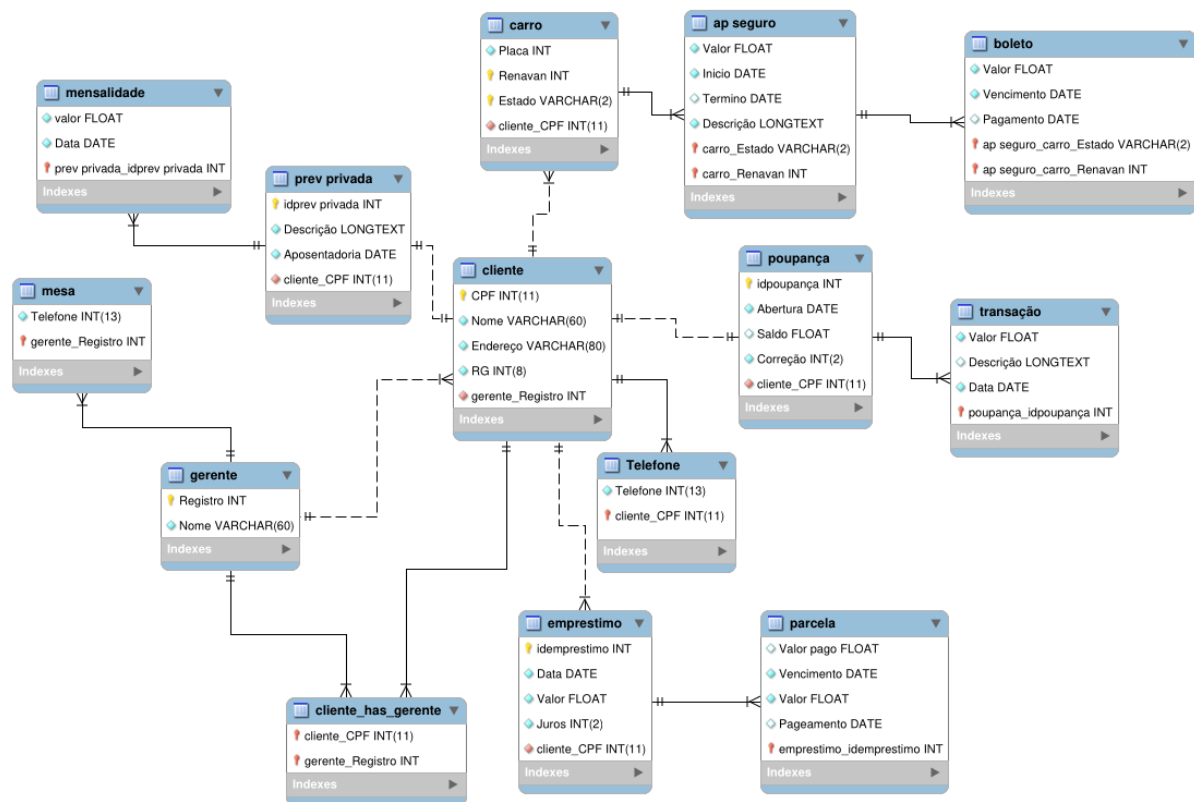 carro
Placa INT
Renavan INT
Estado VARCHAR(2)
cliente_CPF INT(11)
Indexes
ap seguro
Valor FLOAT
Inicio DATE
Termino DATE
Descrição LONGTEXT
carro_Estado VARCHAR(2)
carro_Renavan INT
Indexes
boleto
Valor FLOAT
Vencimento DATE
Pagamento DATE
ap seguro_carro_Estado VARCHAR(2)
ap seguro_carro_Renavan INT
Indexes
mensalidade
valor FLOAT
Data DATE
prev privada_idprev privada INT
Indexes
prev privada
idprev privada INT
Descrição LONGTEXT
Aposentadoria DATE
cliente_CPF INT(11)
Indexes
mesa
Telefone INT(13)
gerente_Registro INT
Indexes
cliente
CPF INT(11)
Nome VARCHAR(60)
Endereço VARCHAR(80)
RG INT(8)
gerente_Registro INT
Indexes
poupança
idpoupança INT
Abertura DATE
Saldo FLOAT
Correção INT(2)
cliente_CPF INT(11)
Indexes
transação
Valor FLOAT
Descrição LONGTEXT
Data DATE
poupança_idpoupança INT
Indexes
gerente
Registro INT
Nome VARCHAR(60)
Indexes
Telefone
Telefone INT(13)
cliente_CPF INT(11)
Indexes
cliente_has_gerente
cliente_CPF INT(11)
gerente_Registro INT
Indexes
emprestimo
idemprestimo INT
Data DATE
Valor FLOAT
Juros INT(2)
cliente_CPF INT(11)
Indexes
parcela
Valor pago FLOAT
Vencimento DATE
Valor FLOAT
Pageamento DATE
emprestimo_idemprestimo INT
Indexes